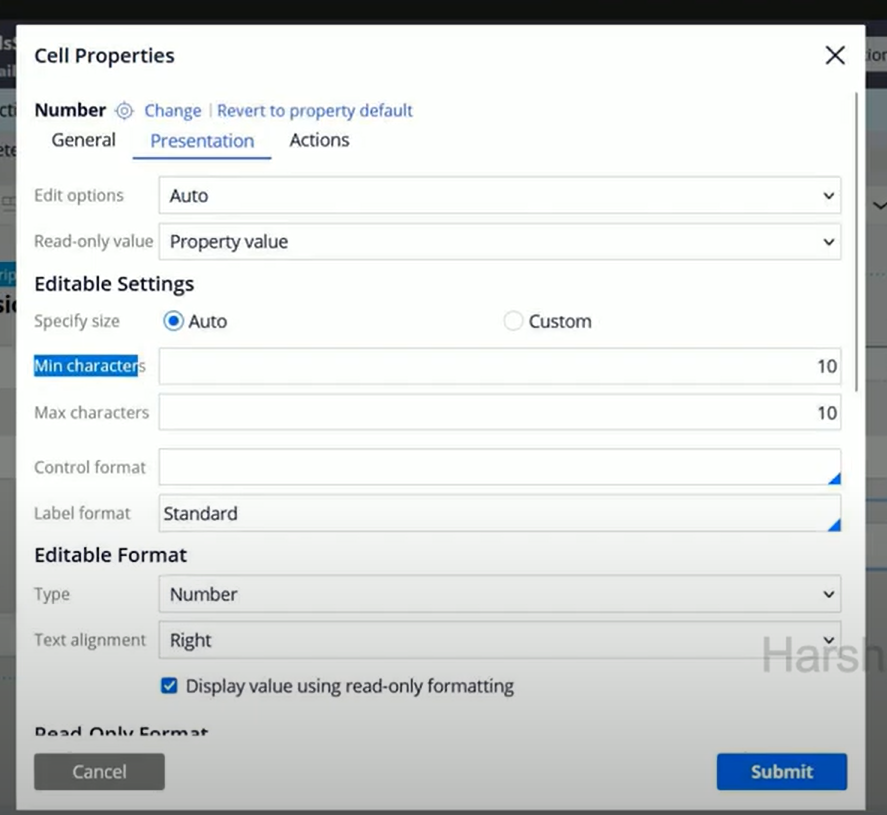 Cell Properties
Number Change | Revert to property default
General Presentation Actions
Edit options Auto
Read-only value Property value
Editable Settings
Specify size Auto Custom
Min characters 10
Max characters 10
Control format
Label format Standard
Editable Format
Type Number
Text alignment Right
Harsh
Display value using read-only formatting
Read Only Format
Cancel Submit